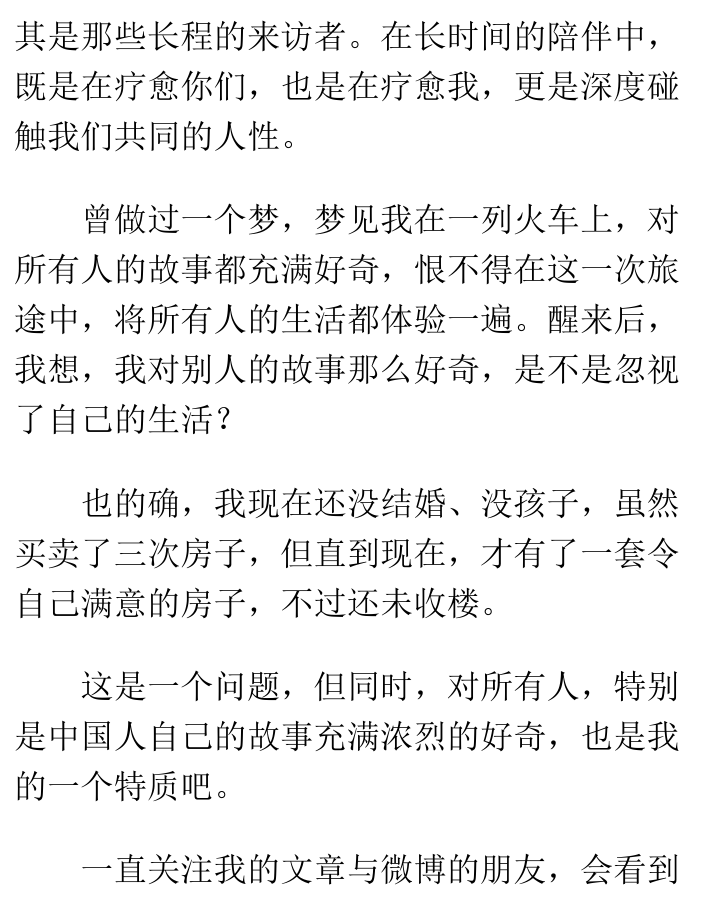 其是那些长程的来访者。在长时间的陪伴中，
既是在疗愈你们，也是在疗愈我，更是深度碰
触我们共同的人性。
曾做过一个梦，梦见我在一列火车上，对
所有人的故事都充满好奇，恨不得在这一次旅
途中，将所有人的生活都体验一遍。醒来后，
我想，我对别人的故事那么好奇，是不是忽视
了自己的生活？
也的确，我现在还没结婚、没孩子，虽然
买卖了三次房子，但直到现在，才有了一套令
自己满意的房子，不过还未收楼。
这是一个问题，但同时，对所有人，特别
是中国人自己的故事充满浓烈的好奇，也是我
的一个特质吧。
一直关注我的文章与微博的朋友，会看到